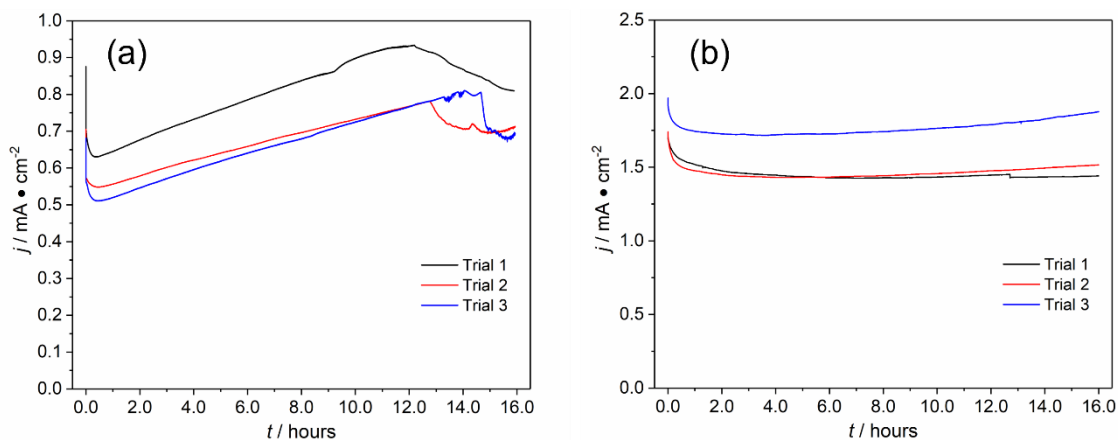 (a)
1.0
0.9
0.8
0.7
0.6
0.5
0.4
0.3
0.2
0.1
0.0
j / mA • cm-2
Trial 1
Trial 2
Trial 3
0.0 2.0 4.0 6.0 8.0 10.0 12.0 14.0 16.0
t / hours
(b)
2.5
2.0
1.5
1.0
0.5
0.0
j / mA • cm-2
Trial 1
Trial 2
Trial 3
0.0 2.0 4.0 6.0 8.0 10.0 12.0 14.0 16.0
t / hours